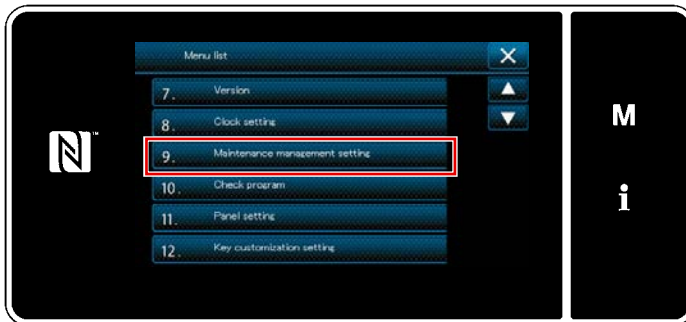 Menu list
7. Version
8. Clock setting
9. Maintenance management setting
10. Check program
11. Panel setting
12. Key customization setting
M
i